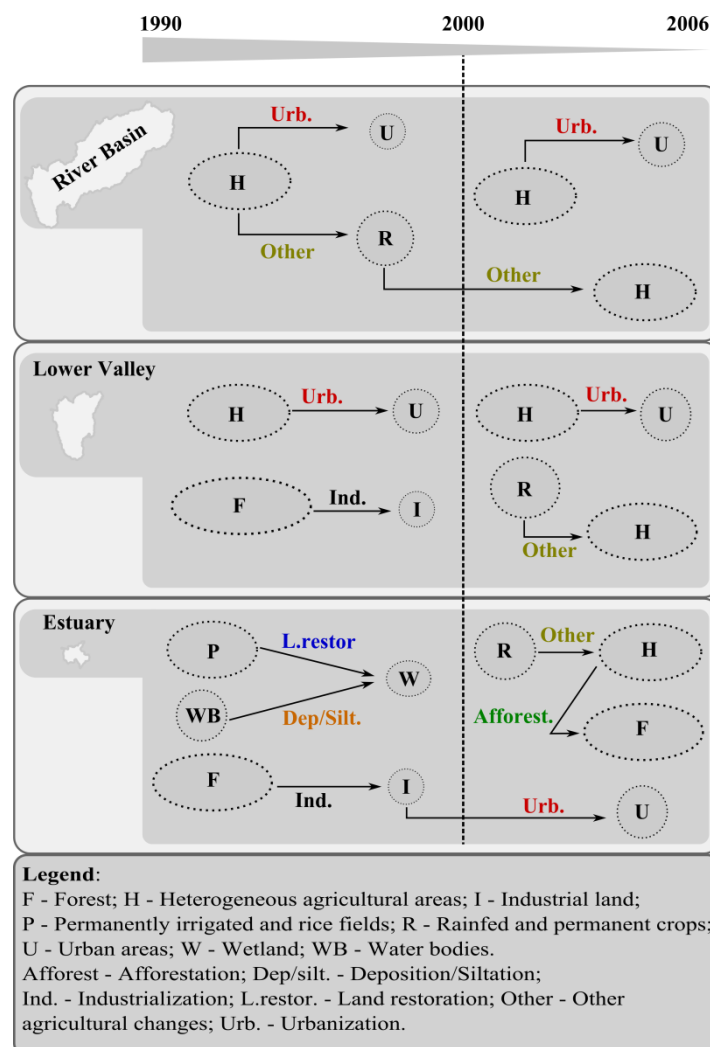 1990 2000 2006
River Basin
Urb. U
H
Other R
Urb. U
H
Other H
Lower Valley
H Urb. U
H Urb. U
F Ind. I
R
Other H
Estuary
P L.restor
W
WB Dep/Silt.
F Ind. I
R Other H
Afforest. F
Urb. U
Legend:
F - Forest; H - Heterogeneous agricultural areas; I - Industrial land;
P - Permanently irrigated and rice fields; R - Rainfed and permanent crops;
U - Urban areas; W - Wetland; WB - Water bodies.
Afforest - Afforestation; Dep/silt. - Deposition/Siltation;
Ind. - Industrialization; L.restor. - Land restoration; Other - Other
agricultural changes; Urb. - Urbanization.